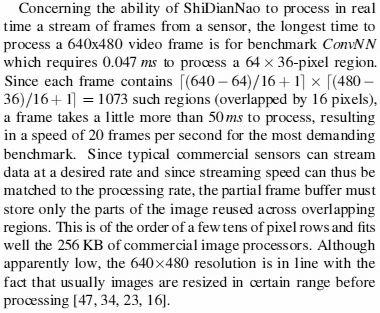 Concerning the ability of ShiDianNao to process in real
time a stream of frames from a sensor, the longest time to
process a 640x480 video frame is for benchmark ConvNN
which requires 0.047 ms to process a 64 × 36-pixel region.
Since each frame contains ⌈(640 − 64)/16 + 1⌉ × ⌈(480 −
36)/16 + 1⌉ = 1073 such regions (overlapped by 16 pixels),
a frame takes a little more than 50 ms to process, resulting
in a speed of 20 frames per second for the most demanding
benchmark. Since typical commercial sensors can stream
data at a desired rate and since streaming speed can thus be
matched to the processing rate, the partial frame buffer must
store only the parts of the image reused across overlapping
regions. This is of the order of a few tens of pixel rows and fits
well the 256 KB of commercial image processors. Although
apparently low, the 640×480 resolution is in line with the
fact that usually images are resized in certain range before
processing [47, 34, 23, 16].